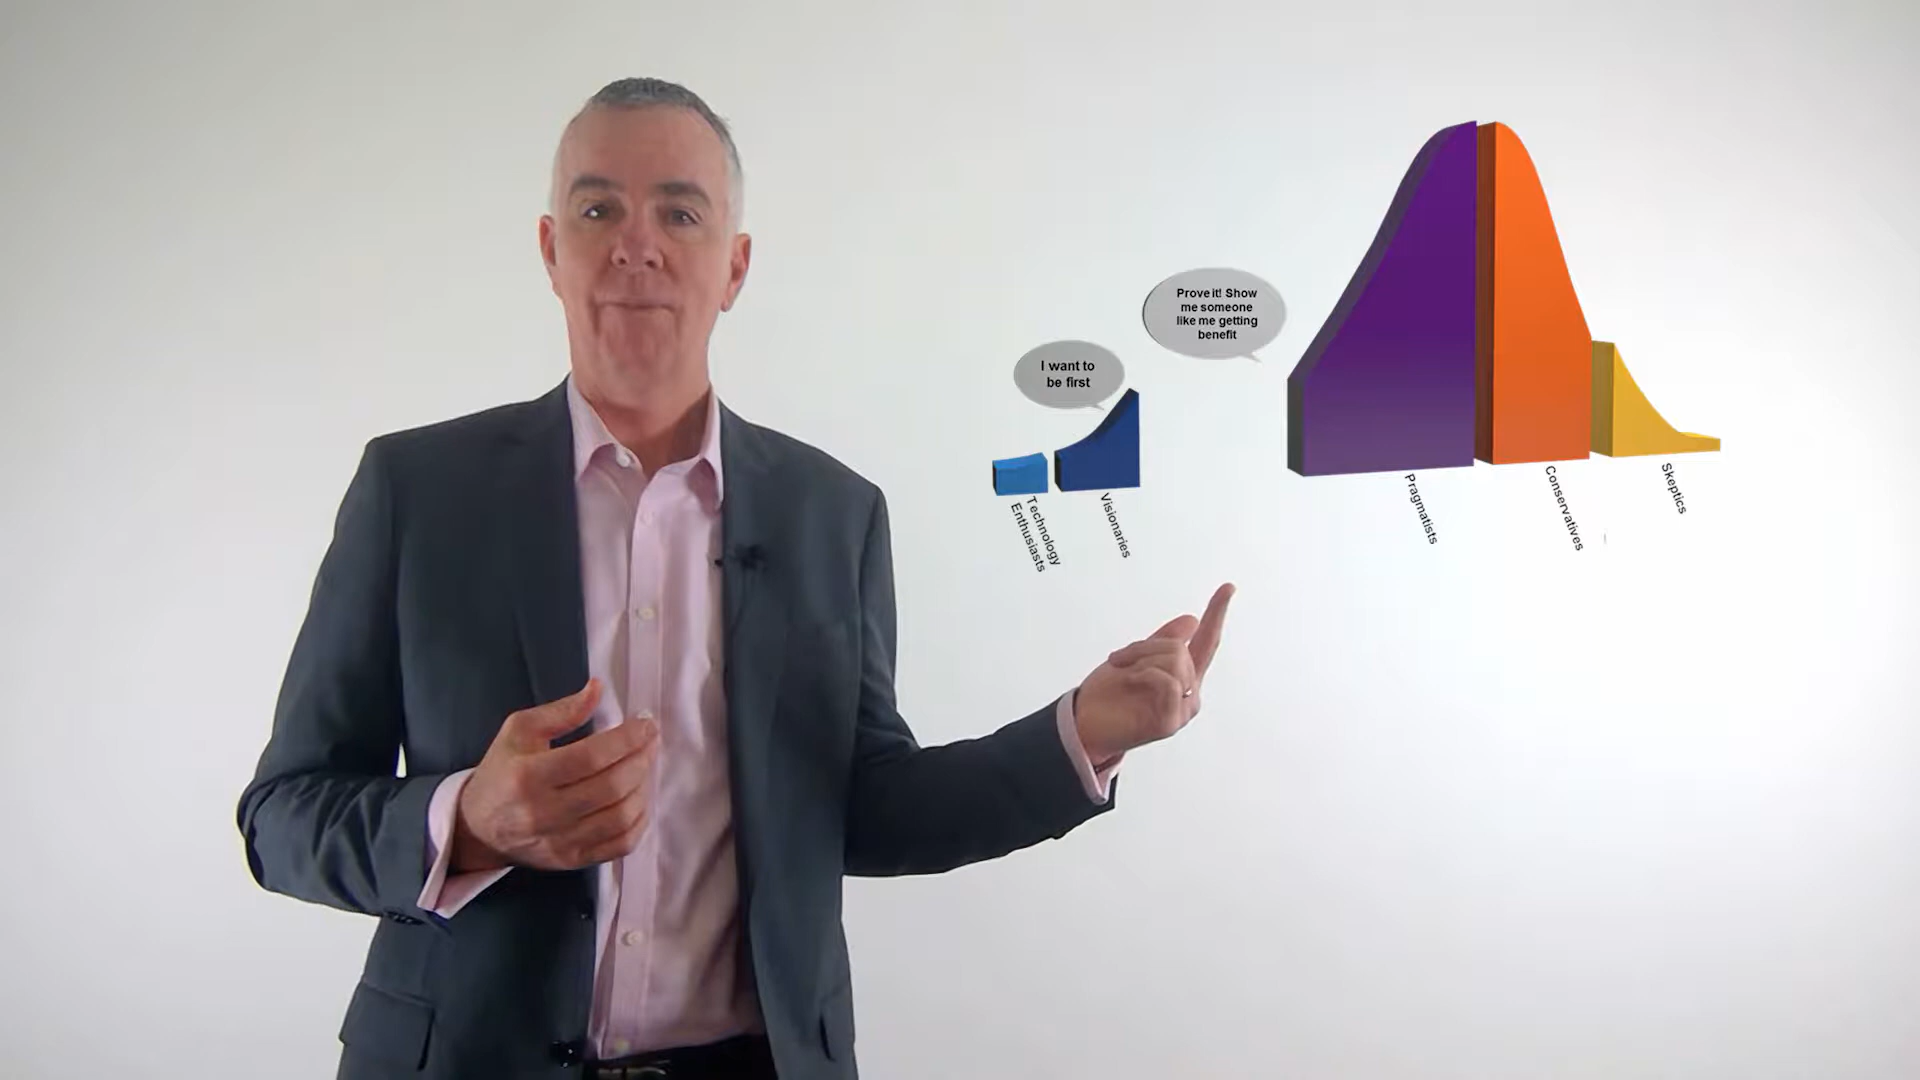 Prove it! Show
me someone
like me getting
benefit
I want to
be first
Technology
Enthusiasts
Visionaries
Pragmatists
Conservatives
Skeptics